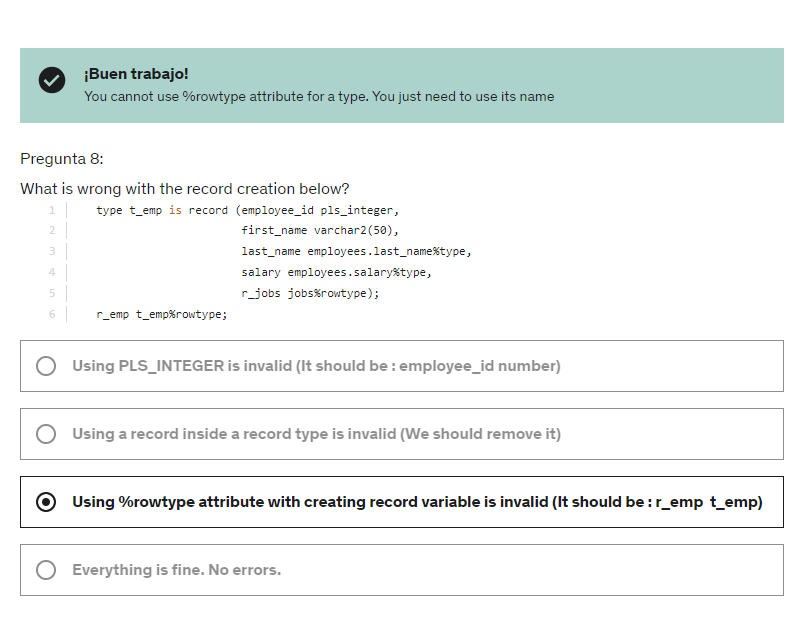 ¡Buen trabajo!
You cannot use %rowtype attribute for a type. You just need to use its name
Pregunta 8:
What is wrong with the record creation below?
1 type t_emp is record (employee_id pls_integer,
2 first_name varchar2(50),
3 last_name employees.last_name%type,
4 salary employees.salary%type,
5 r_jobs jobs%rowtype);
6 r_emp t_emp%rowtype;
Using PLS_INTEGER is invalid (It should be : employee_id number)
Using a record inside a record type is invalid (We should remove it)
Using %rowtype attribute with creating record variable is invalid (It should be : r_emp t_emp)
Everything is fine. No errors.